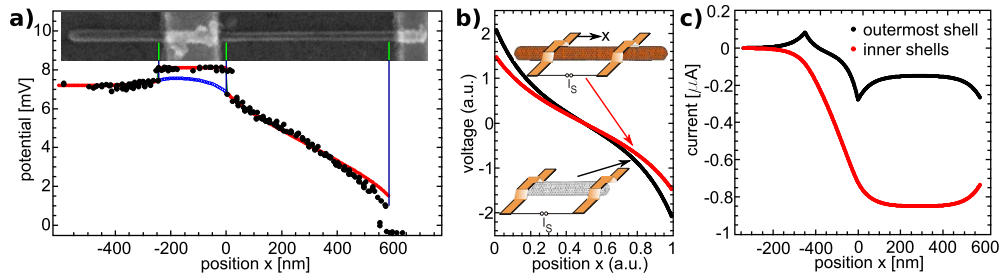 a)
10
8
6
4
2
0
potential [mV]
-400
-200
0
200
400
600
position x [nm]
b)
2
1
0
-1
-2
voltage (a.u.)
x
I_S
I_S
0
0.2
0.4
0.6
0.8
1
position x (a.u.)
c)
outermost shell
inner shells
0
-0.2
-0.4
-0.6
-0.8
-1
current [μA]
-200
0
200
400
600
position x [nm]